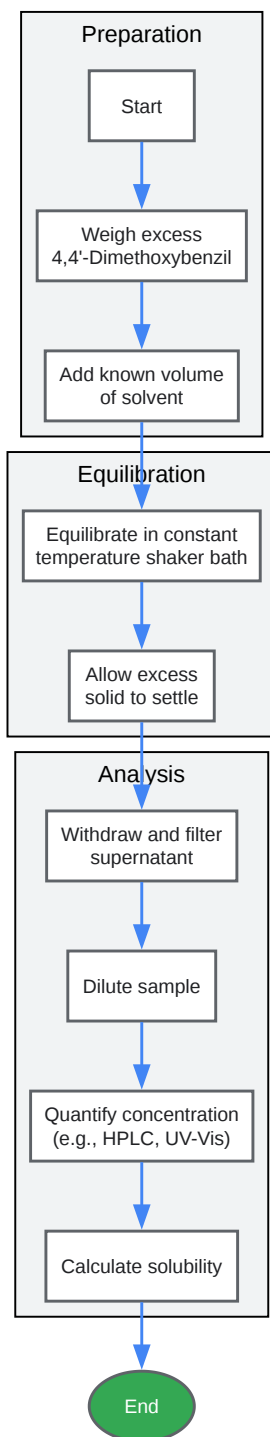 Preparation
Start
Weigh excess
4,4'-Dimethoxybenzil
Add known volume
of solvent
Equilibration
Equilibrate in constant
temperature shaker bath
Allow excess
solid to settle
Analysis
Withdraw and filter
supernatant
Dilute sample
Quantify concentration
(e.g., HPLC, UV-Vis)
Calculate solubility
End